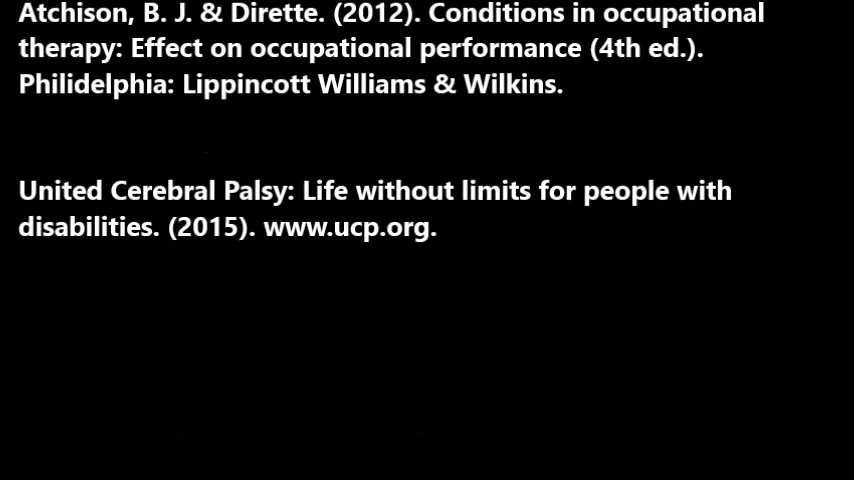 Atchison, B. J. & Dirette. (2012). Conditions in occupational
therapy: Effect on occupational performance (4th ed.).
Philidelphia: Lippincott Williams & Wilkins.
United Cerebral Palsy: Life without limits for people with
disabilities. (2015). www.ucp.org.